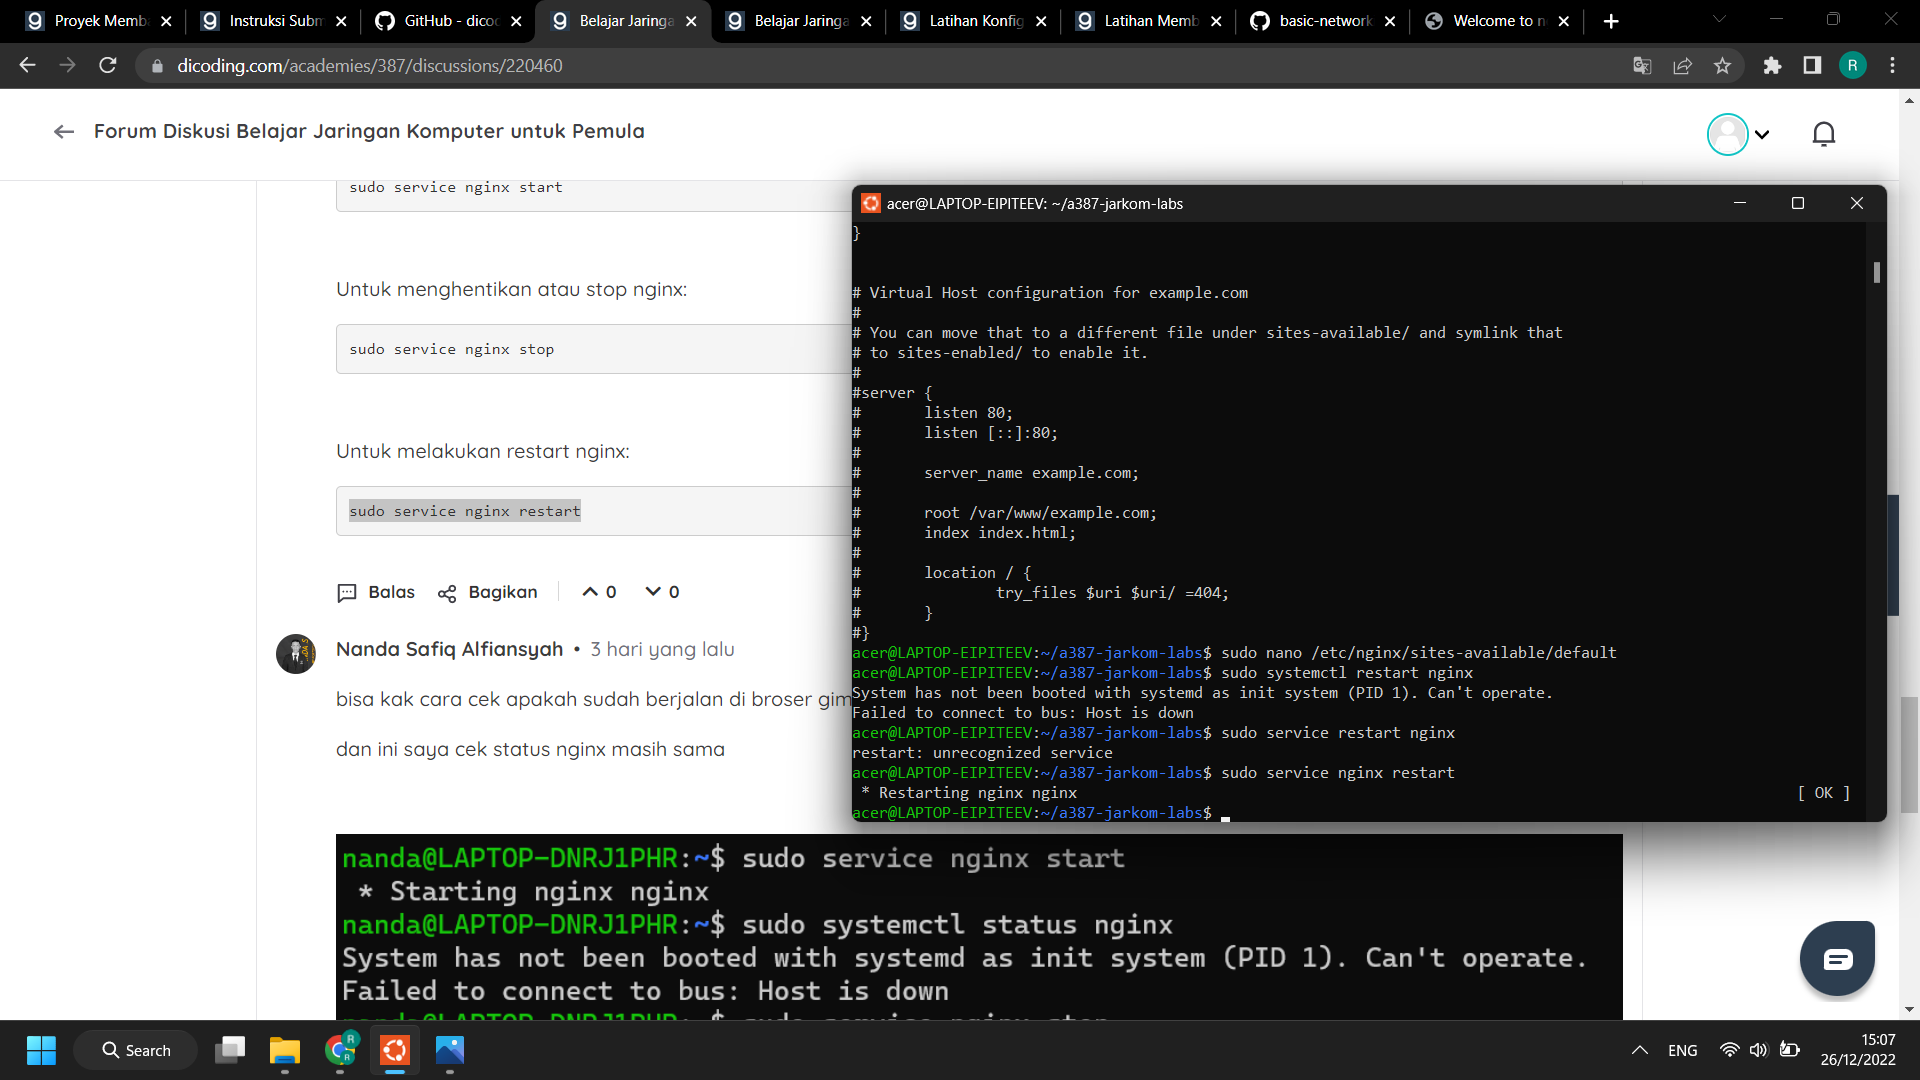 Proyek Memb
Instruksi Subm
GitHub - dicoc
Belajar Jaringa
Belajar Jaringa
Latihan Konfig
Latihan Memb
basic-network
Welcome to n
dicoding.com/academies/387/discussions/220460
R
Forum Diskusi Belajar Jaringan Komputer untuk Pemula
sudo service nginx start
Untuk menghentikan atau stop nginx:
sudo service nginx stop
Untuk melakukan restart nginx:
sudo service nginx restart
Balas
Bagikan
0
0
Nanda Safiq Alfiansyah • 3 hari yang lalu
bisa kak cara cek apakah sudah berjalan di broser gim
dan ini saya cek status nginx masih sama
acer@LAPTOP-EIPITEEV: ~/a387-jarkom-labs
}
# Virtual Host configuration for example.com
#
# You can move that to a different file under sites-available/ and symlink that
# to sites-enabled/ to enable it.
#
#server {
#       listen 80;
#       listen [::]:80;
#
#       server_name example.com;
#
#       root /var/www/example.com;
#       index index.html;
#
#       location / {
#               try_files $uri $uri/ =404;
#       }
#}
acer@LAPTOP-EIPITEEV:~/a387-jarkom-labs$ sudo nano /etc/nginx/sites-available/default
acer@LAPTOP-EIPITEEV:~/a387-jarkom-labs$ sudo systemctl restart nginx
System has not been booted with systemd as init system (PID 1). Can't operate.
Failed to connect to bus: Host is down
acer@LAPTOP-EIPITEEV:~/a387-jarkom-labs$ sudo service restart nginx
restart: unrecognized service
acer@LAPTOP-EIPITEEV:~/a387-jarkom-labs$ sudo service nginx restart
 * Restarting nginx nginx [ OK ]
acer@LAPTOP-EIPITEEV:~/a387-jarkom-labs$
nanda@LAPTOP-DNRJ1PHR:~$ sudo service nginx start
 * Starting nginx nginx
nanda@LAPTOP-DNRJ1PHR:~$ sudo systemctl status nginx
System has not been booted with systemd as init system (PID 1). Can't operate.
Failed to connect to bus: Host is down
nanda@LAPTOP-DNRJ1PHR:~$ sudo service nginx stop
Search
R
R
ENG
15:07
26/12/2022